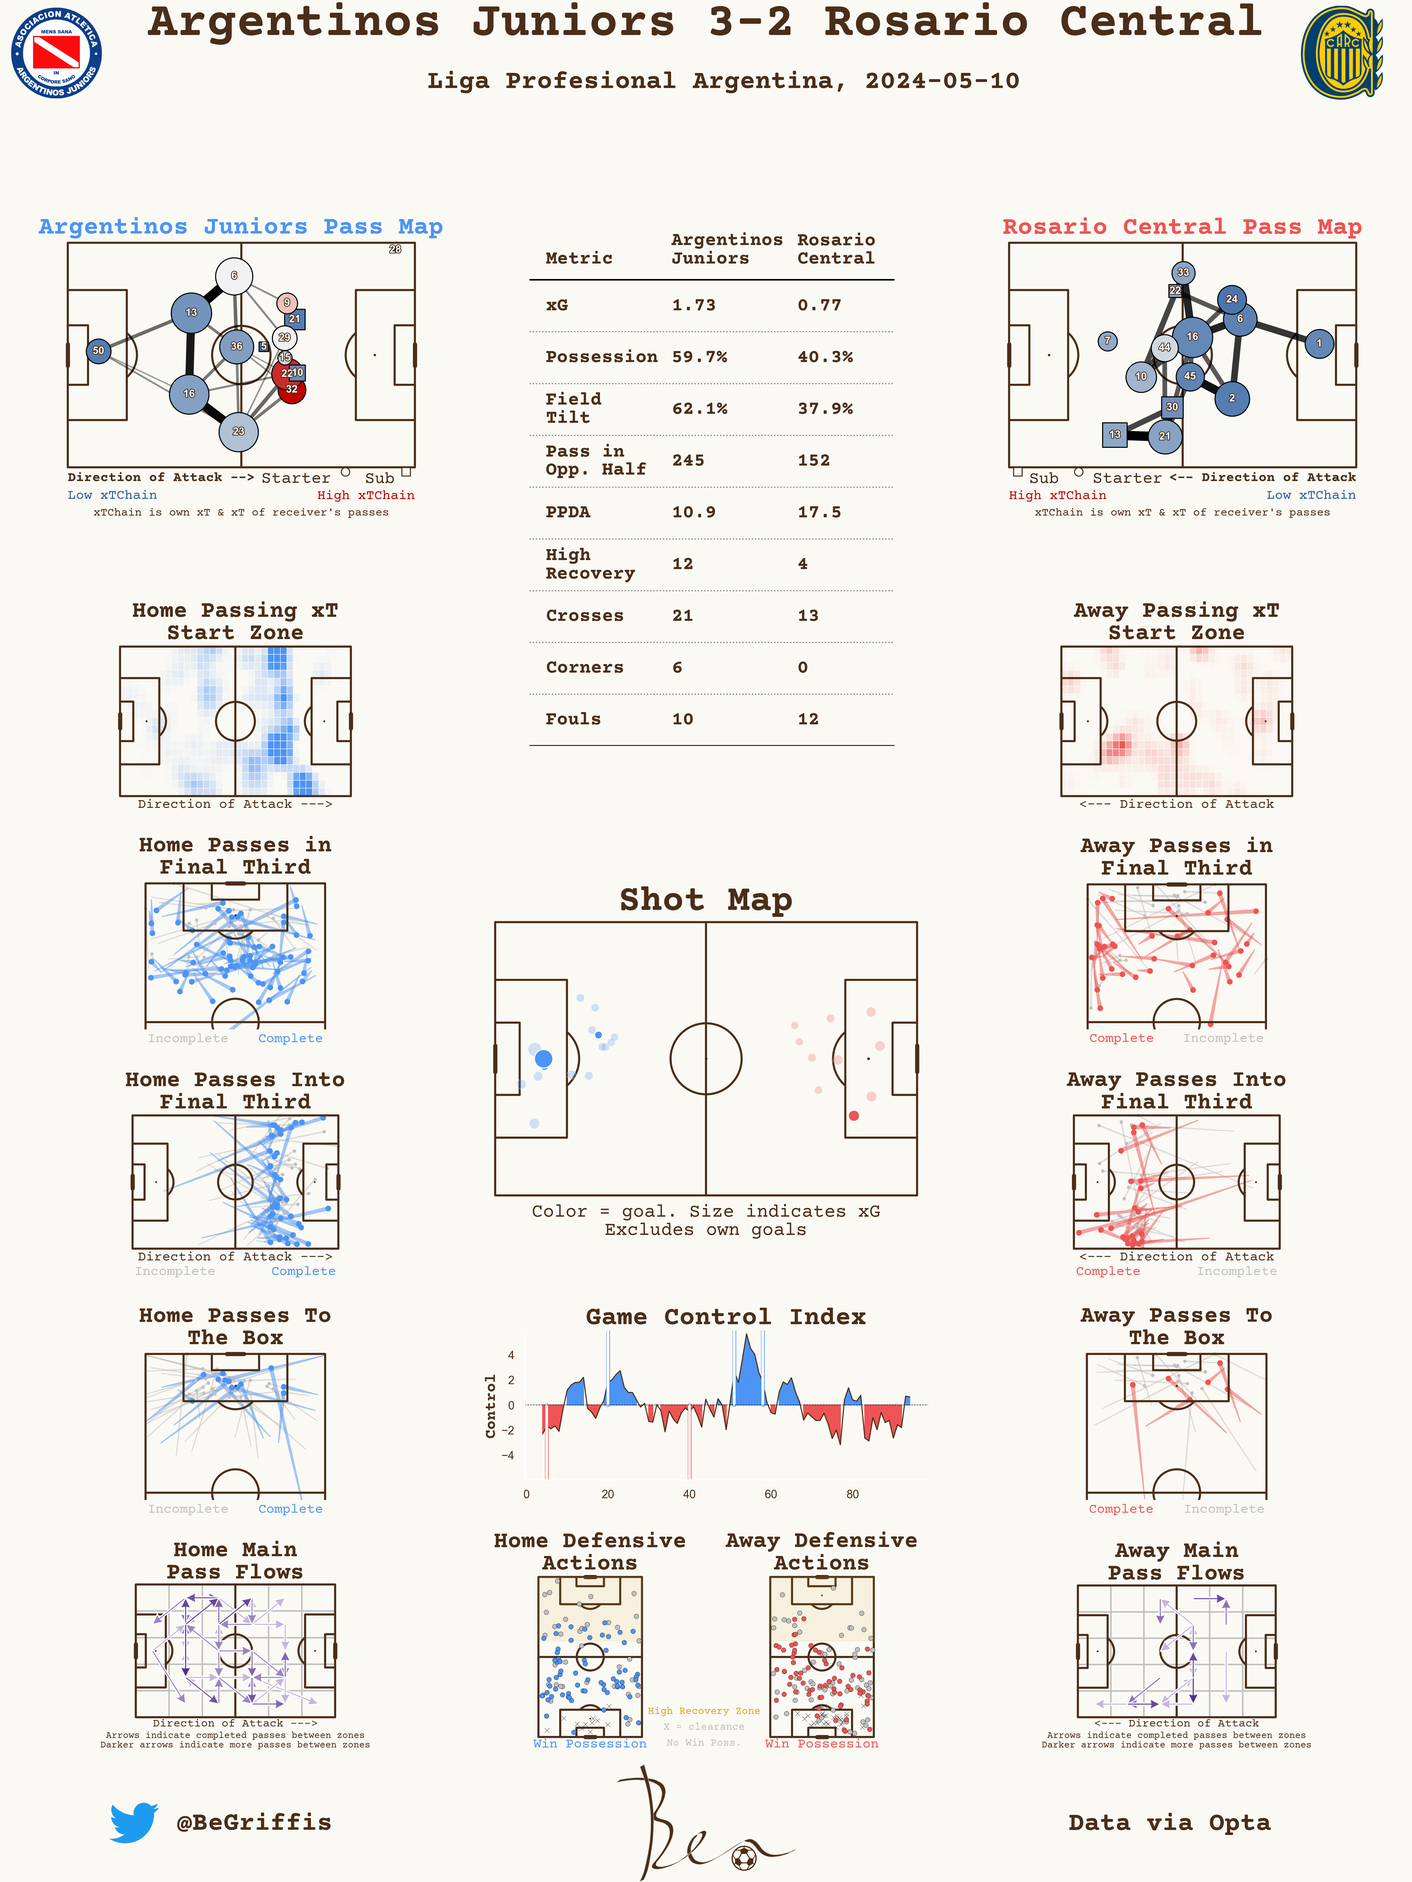 Argentinos Juniors 3-2 Rosario Central
Liga Profesional Argentina, 2024-05-10
ASOCIACION ATLETICA
MENS SANA
IN
CORPORE SANO
ARGENTINOS JUNIORS
CARC
Argentinos Juniors Pass Map
28
6
9
13
21
29
50
36
5
15
22
10
32
16
23
Direction of Attack --> Starter Sub
Low xTChain High xTChain
xTChain is own xT & xT of receiver's passes
Metric Argentinos Juniors Rosario Central
xG 1.73 0.77
Possession 59.7% 40.3%
Field Tilt 62.1% 37.9%
Pass in Opp. Half 245 152
PPDA 10.9 17.5
High Recovery 12 4
Crosses 21 13
Corners 6 0
Fouls 10 12
Rosario Central Pass Map
33
22
24
6
16
7
44
1
10
45
2
30
13
21
Sub Starter <-- Direction of Attack
High xTChain Low xTChain
xTChain is own xT & xT of receiver's passes
Home Passing xT
Start Zone
Direction of Attack --->
Away Passing xT
Start Zone
<--- Direction of Attack
Home Passes in
Final Third
Incomplete Complete
Away Passes in
Final Third
Complete Incomplete
Shot Map
Color = goal. Size indicates xG
Excludes own goals
Home Passes Into
Final Third
Direction of Attack --->
Incomplete Complete
Away Passes Into
Final Third
<--- Direction of Attack
Complete Incomplete
Home Passes To
The Box
Incomplete Complete
Game Control Index
Control
4
2
0
−2
−4
0 20 40 60 80
Away Passes To
The Box
Complete Incomplete
Home Main
Pass Flows
Direction of Attack --->
Arrows indicate completed passes between zones
Darker arrows indicate more passes between zones
Home Defensive
Actions
Win Possession
High Recovery Zone
X = clearance
No Win Poss.
Away Defensive
Actions
Win Possession
Away Main
Pass Flows
<--- Direction of Attack
Arrows indicate completed passes between zones
Darker arrows indicate more passes between zones
@BeGriffis
Ben
Data via Opta